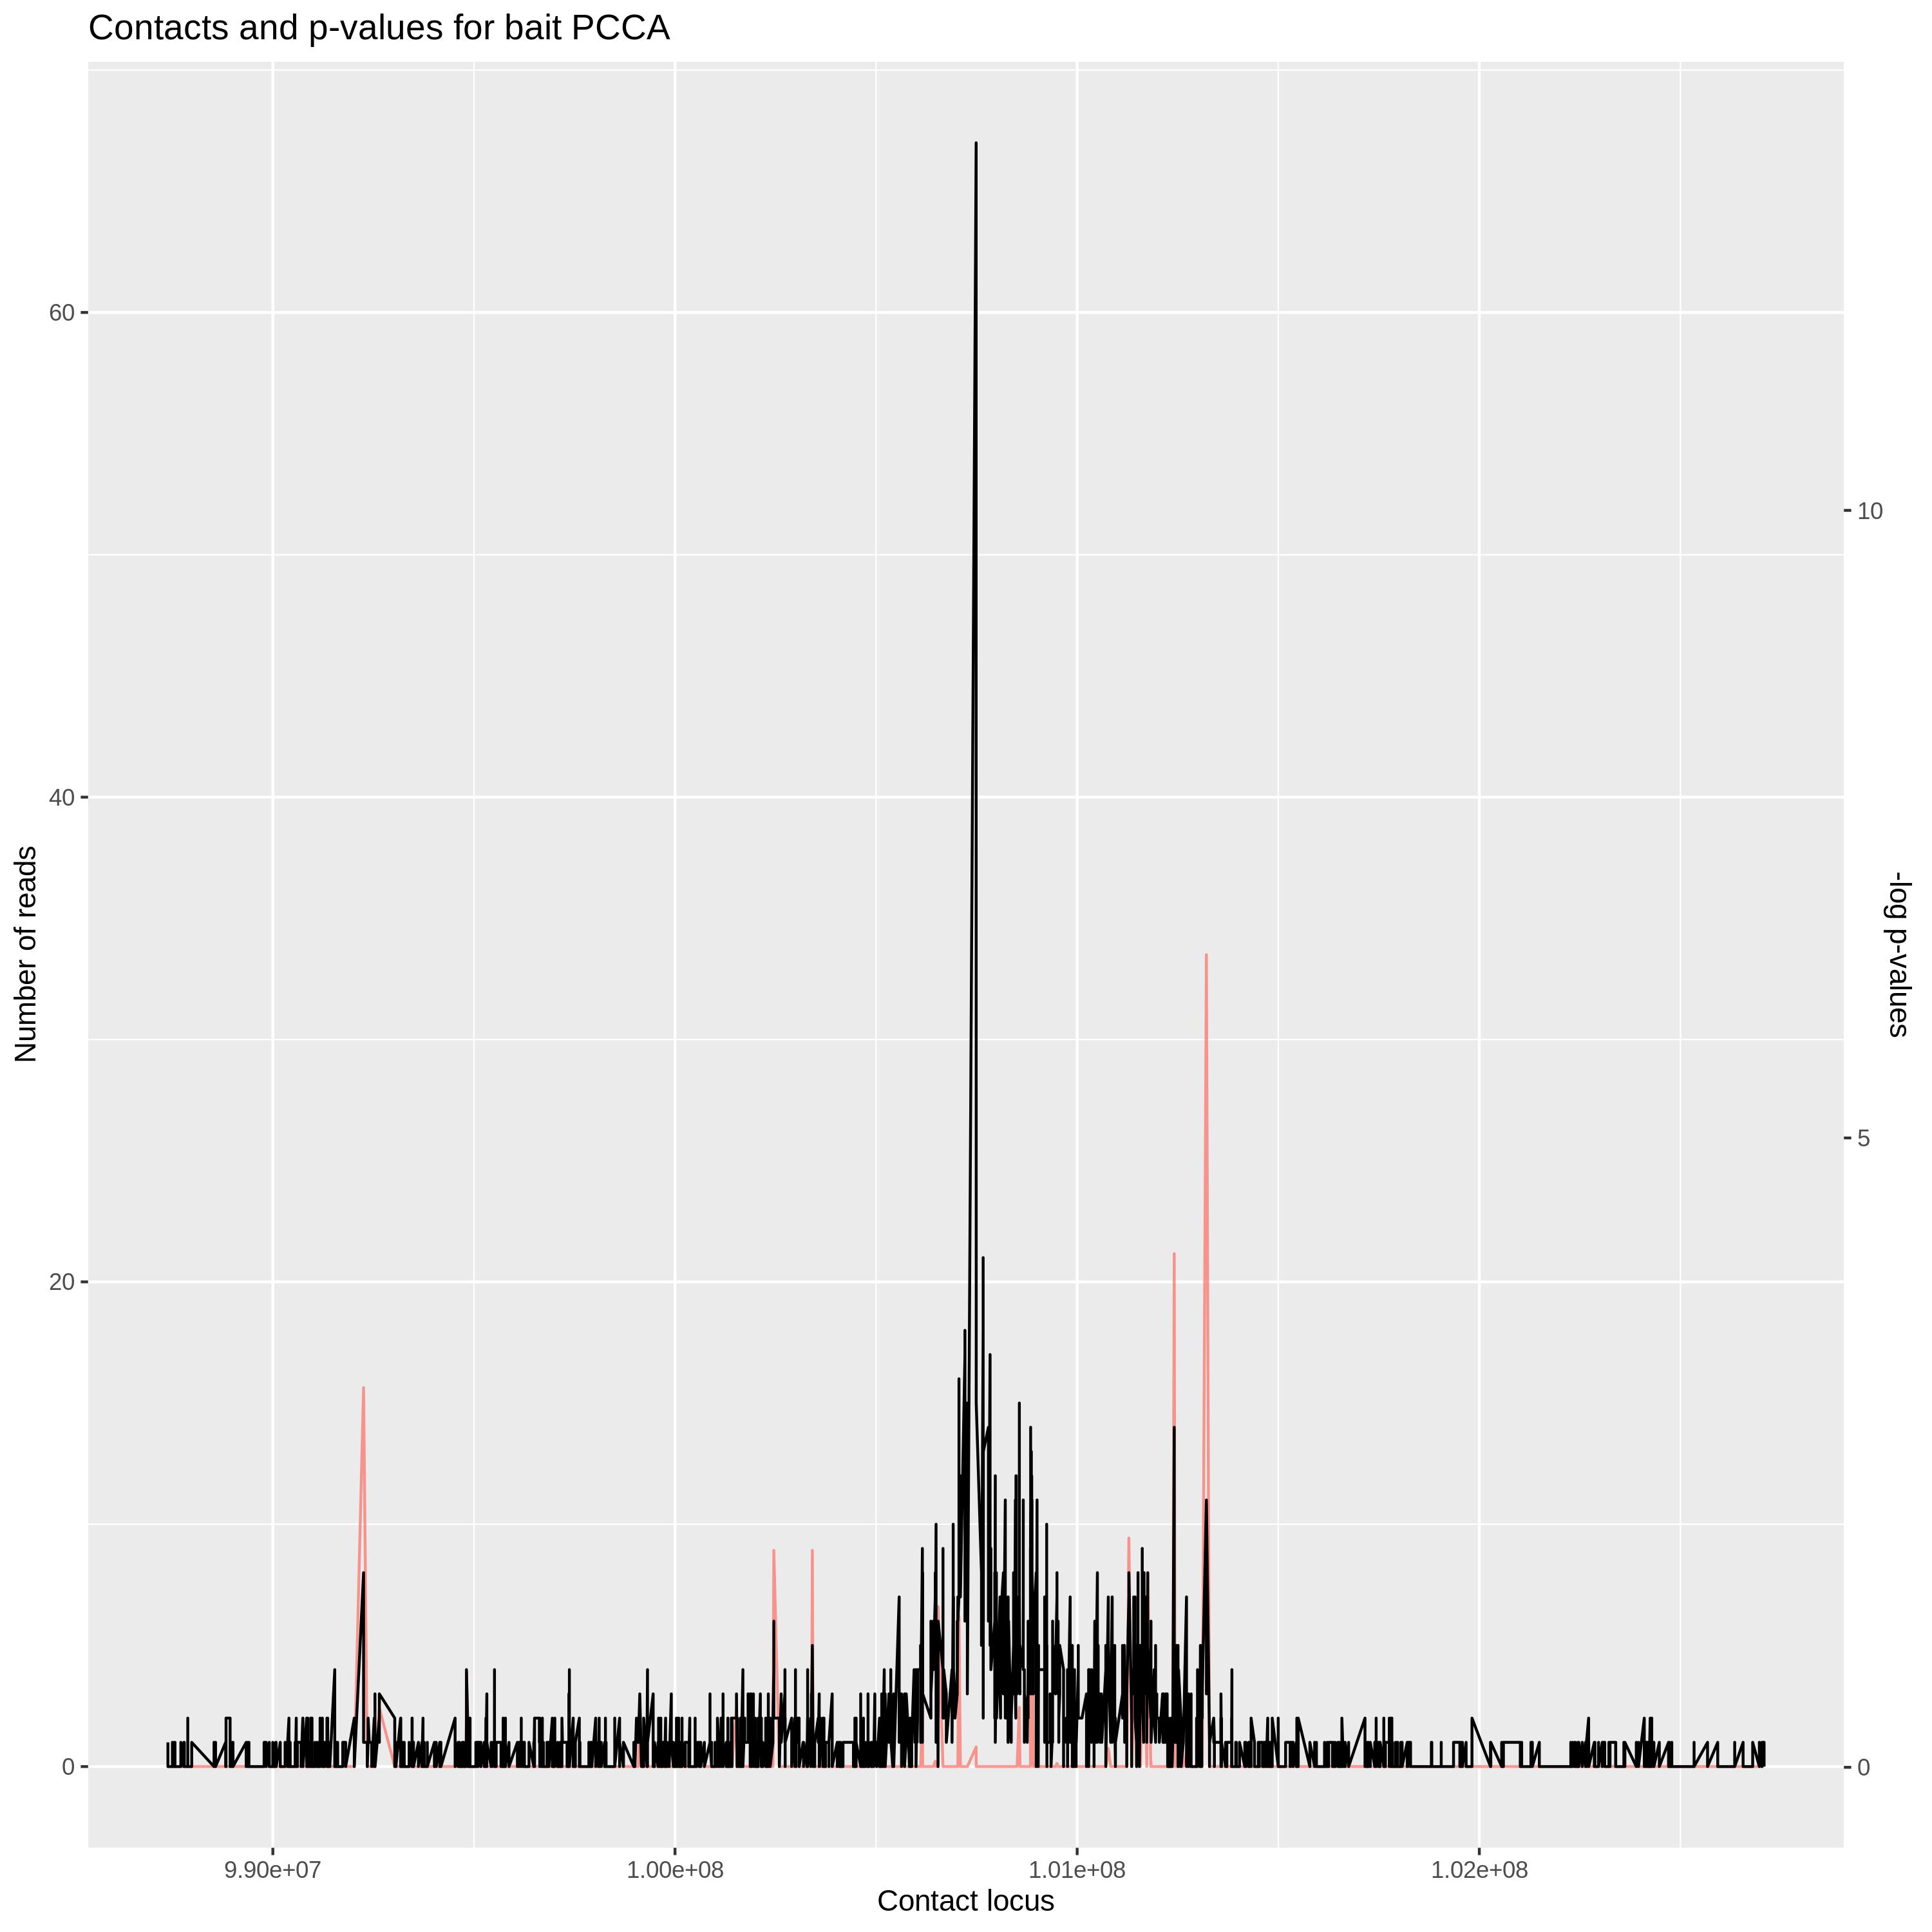 Contacts and p-values for bait PCCA
60
40
20
0
Number of reads
10
5
0
-log p-values
9.90e+07
1.00e+08
1.01e+08
1.02e+08
Contact locus